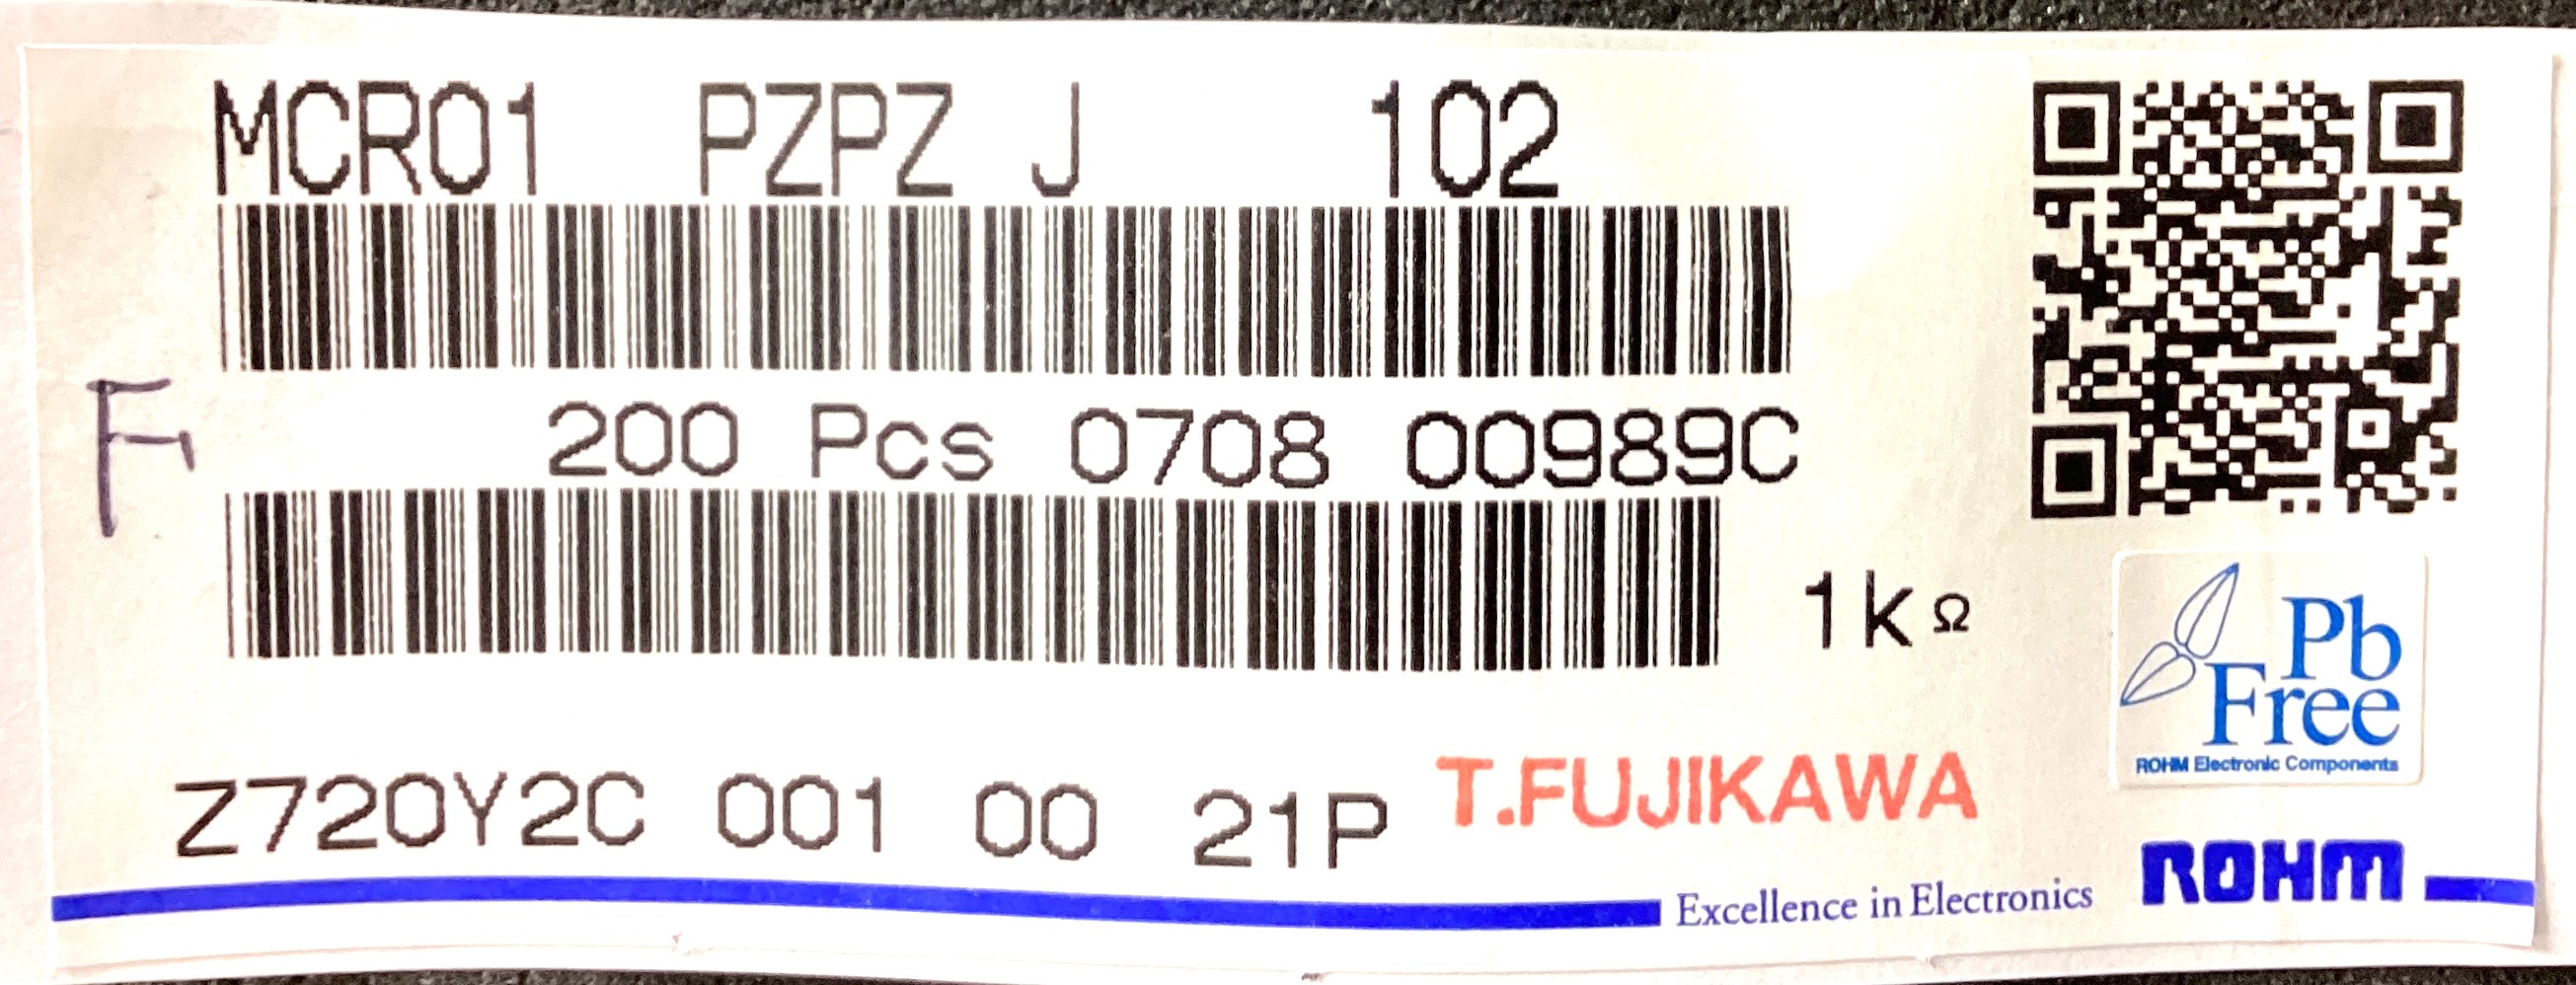 MCR01 PZPZ J 102
F
200 Pcs 0708 00989C
1kΩ
Pb
Free
ROHM Electronic Components
Z720Y2C 001 00 21P T.FUJIKAWA
Excellence in Electronics ROHM